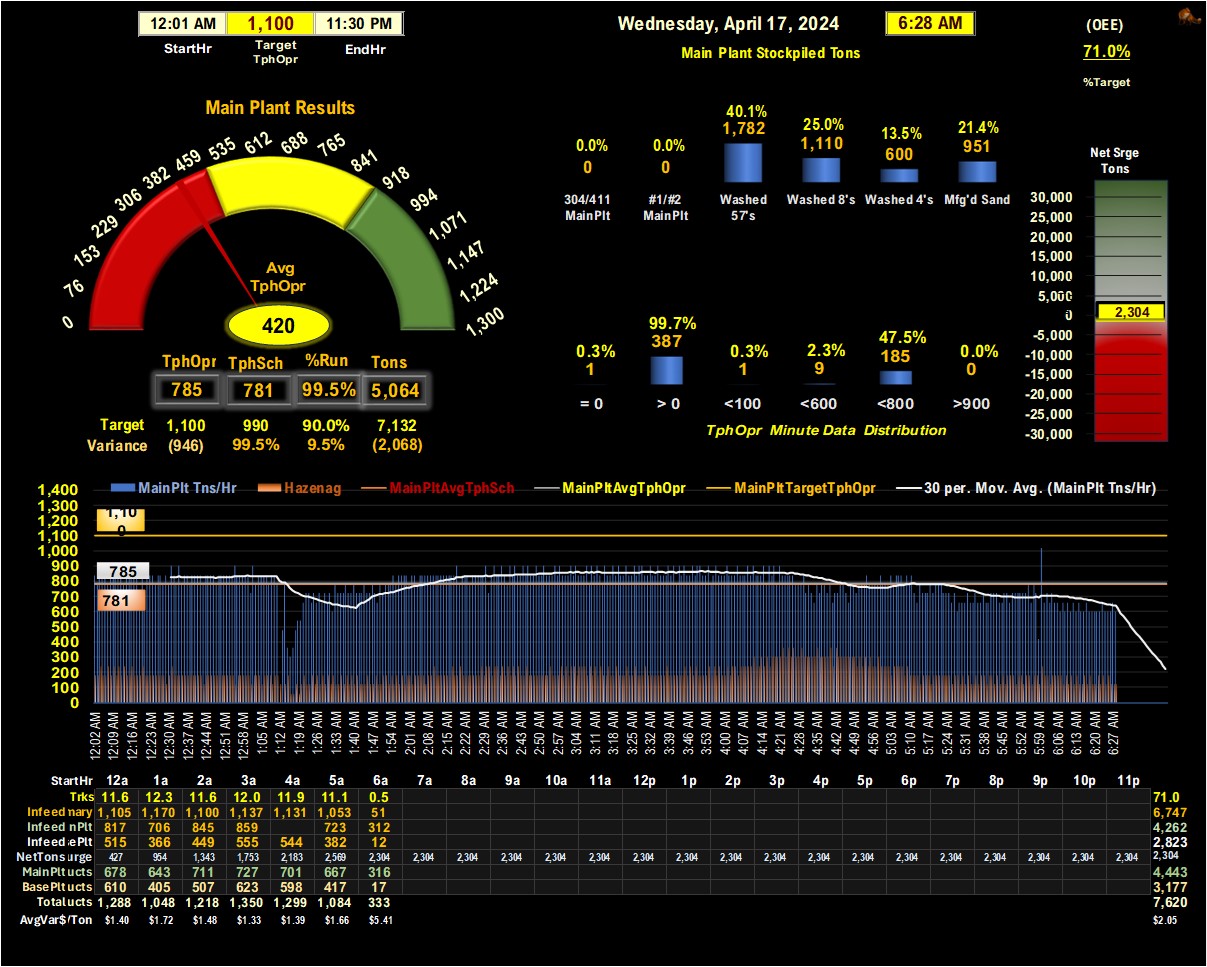 12:01 AM 1,100 11:30 PM
StartHr Target TphOpr EndHr
Wednesday, April 17, 2024 6:28 AM
Main Plant Stockpiled Tons
(OEE)
71.0%
%Target
Main Plant Results
0 76 153 229 306 382 459 535 612 688 765 841 918 994 1,071 1,147 1,224 1,300
Avg
TphOpr
420
TphOpr TphSch %Run Tons
785 781 99.5% 5,064
Target 1,100 990 90.0% 7,132
Variance (946) 99.5% 9.5% (2,068)
0.0% 0.0% 40.1% 25.0% 13.5% 21.4%
0 0 1,782 1,110 600 951
304/411 MainPlt #1/#2 MainPlt Washed 57's Washed 8's Washed 4's Mfg'd Sand
0.3% 99.7% 0.3% 2.3% 47.5% 0.0%
1 387 1 9 185 0
= 0 > 0 <100 <600 <800 >900
TphOpr Minute Data Distribution
Net Srge
Tons
30,000
25,000
20,000
15,000
10,000
5,000
0
2,304
-5,000
-10,000
-15,000
-20,000
-25,000
-30,000
MainPlt Tns/Hr Hazenag MainPltAvgTphSch MainPltAvgTphOpr MainPltTargetTphOpr 30 per. Mov. Avg. (MainPlt Tns/Hr)
1,400
1,300
1,200
1,100
1,000
900
800
700
600
500
400
300
200
100
0
1,100
785
781
12:02 AM 12:09 AM 12:16 AM 12:23 AM 12:30 AM 12:37 AM 12:44 AM 12:51 AM 12:58 AM 1:05 AM 1:12 AM 1:19 AM 1:26 AM 1:33 AM 1:40 AM 1:47 AM 1:54 AM 2:01 AM 2:08 AM 2:15 AM 2:22 AM 2:29 AM 2:36 AM 2:43 AM 2:50 AM 2:57 AM 3:04 AM 3:11 AM 3:18 AM 3:25 AM 3:32 AM 3:39 AM 3:46 AM 3:53 AM 4:00 AM 4:07 AM 4:14 AM 4:21 AM 4:28 AM 4:35 AM 4:42 AM 4:49 AM 4:56 AM 5:03 AM 5:10 AM 5:17 AM 5:24 AM 5:31 AM 5:38 AM 5:45 AM 5:52 AM 5:59 AM 6:06 AM 6:13 AM 6:20 AM 6:27 AM
StartHr 12a 1a 2a 3a 4a 5a 6a 7a 8a 9a 10a 11a 12p 1p 2p 3p 4p 5p 6p 7p 8p 9p 10p 11p
Trks 11.6 12.3 11.6 12.0 11.9 11.1 0.5 71.0
Infeed mary 1,105 1,170 1,100 1,137 1,131 1,053 51 6,747
Infeed nPlt 817 706 845 859 723 312 4,262
Infeed ePlt 515 366 449 555 544 382 12 2,823
NetTons urge 427 954 1,343 1,753 2,183 2,569 2,304 2,304 2,304 2,304 2,304 2,304 2,304 2,304 2,304 2,304 2,304 2,304 2,304 2,304 2,304 2,304 2,304 2,304 2,304
MainPlt ucts 678 643 711 727 701 667 316 4,443
BasePlt ucts 610 405 507 623 598 417 17 3,177
Total ucts 1,288 1,048 1,218 1,350 1,299 1,084 333 7,620
AvgVar$/Ton $1.40 $1.72 $1.48 $1.33 $1.39 $1.66 $5.41 $2.05